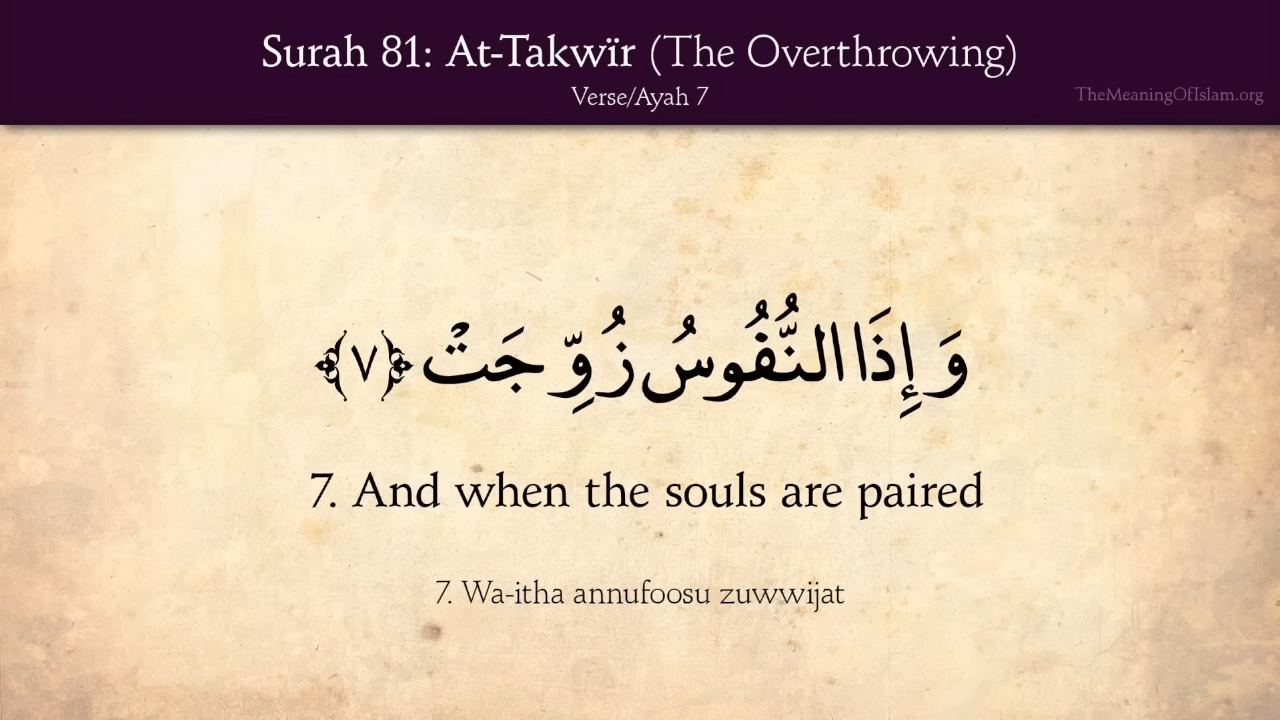 Surah 81: At-Takwïr (The Overthrowing)
Verse/Ayah 7
TheMeaningOfIslam.org
وَإِذَا النُّفُوسُ زُوِّجَتْ ﴿٧﴾
7. And when the souls are paired
7. Wa-itha annufoosu zuwwijat